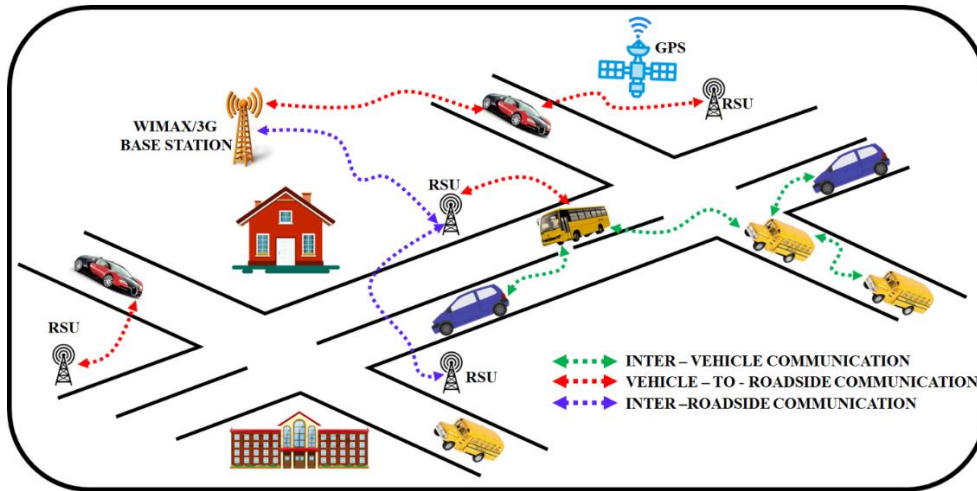 GPS
RSU
WIMAX/3G
BASE STATION
RSU
RSU
RSU
INTER – VEHICLE COMMUNICATION
VEHICLE – TO - ROADSIDE COMMUNICATION
INTER –ROADSIDE COMMUNICATION